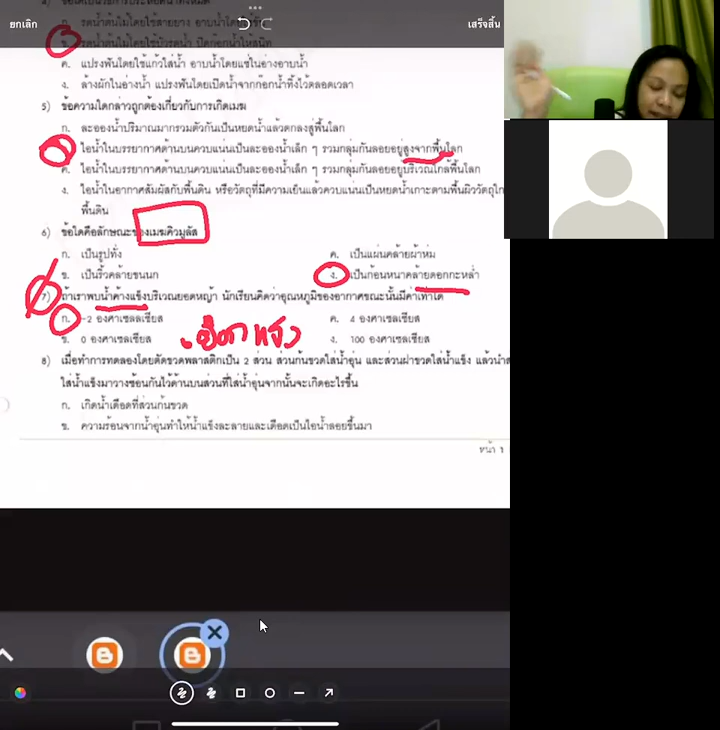 ยกเลิก
เสร็จสิ้น
ก. รดน้ำต้นไม้โดยใช้สายยาง อาบน้ำโดย
ข. รดน้ำต้นไม้โดยใช้บัวรดน้ำ ปิดก๊อกน้ำให้สนิท
ค. แปรงฟันโดยใช้แก้วใส่น้ำ อาบน้ำโดยแช่ในอ่างอาบน้ำ
ง. ล้างผักในอ่างน้ำ แปรงฟันโดยเปิดน้ำจากก๊อกน้ำทิ้งไว้ตลอดเวลา
5) ข้อความใดกล่าวถูกต้องเกี่ยวกับการเกิดเมฆ
ก. ละอองน้ำปริมาณมากรวมตัวกันเป็นหยดน้ำแล้วตกลงสู่พื้นโลก
ไอน้ำในบรรยากาศด้านบนควบแน่นเป็นละอองน้ำเล็ก ๆ รวมกลุ่มกันลอยอยู่สูงจากพื้นโลก
ค. ไอน้ำในบรรยากาศด้านบนควบแน่นเป็นละอองน้ำเล็ก ๆ รวมกลุ่มกันลอยอยู่บริเวณใกล้พื้นโลก
ง. ไอน้ำในอากาศสัมผัสกับพื้นดิน หรือวัตถุที่มีความเย็นแล้วควบแน่นเป็นหยดน้ำเกาะตามพื้นผิววัตถุใก
พื้นดิน
6) ข้อใดคือลักษณะของเมฆคิวมูลัส
ก. เป็นรูปทั่ง
ค. เป็นแผ่นคล้ายผ้าห่ม
ข. เป็นริ้วคล้ายขนนก
ง. เป็นก้อนหนาคล้ายดอกกะหล่ำ
7) ถ้าเราพบน้ำค้างแข็งบริเวณยอดหญ้า นักเรียนคิดว่าอุณหภูมิของอากาศขณะนั้นมีค่าเท่าใด
ก. -2 องศาเซลเซียส
ค. 4 องศาเซลเซียส
ข. 0 องศาเซลเซียส
ง. 100 องศาเซลเซียส
8) เมื่อทำการทดลองโดยตัดขวดพลาสติกเป็น 2 ส่วน ส่วนก้นขวดใส่น้ำอุ่น และส่วนฝาขวดใส่น้ำแข็ง แล้วนำส
ใส่น้ำแข็งมาวางซ้อนกันไว้ด้านบนส่วนที่ใส่น้ำอุ่นจากนั้นจะเกิดอะไรขึ้น
ก. เกิดน้ำเดือดที่ส่วนก้นขวด
ข. ความร้อนจากน้ำอุ่นทำให้น้ำแข็งละลายและเดือดเป็นไอน้ำลอยขึ้นมา
หน้า 1